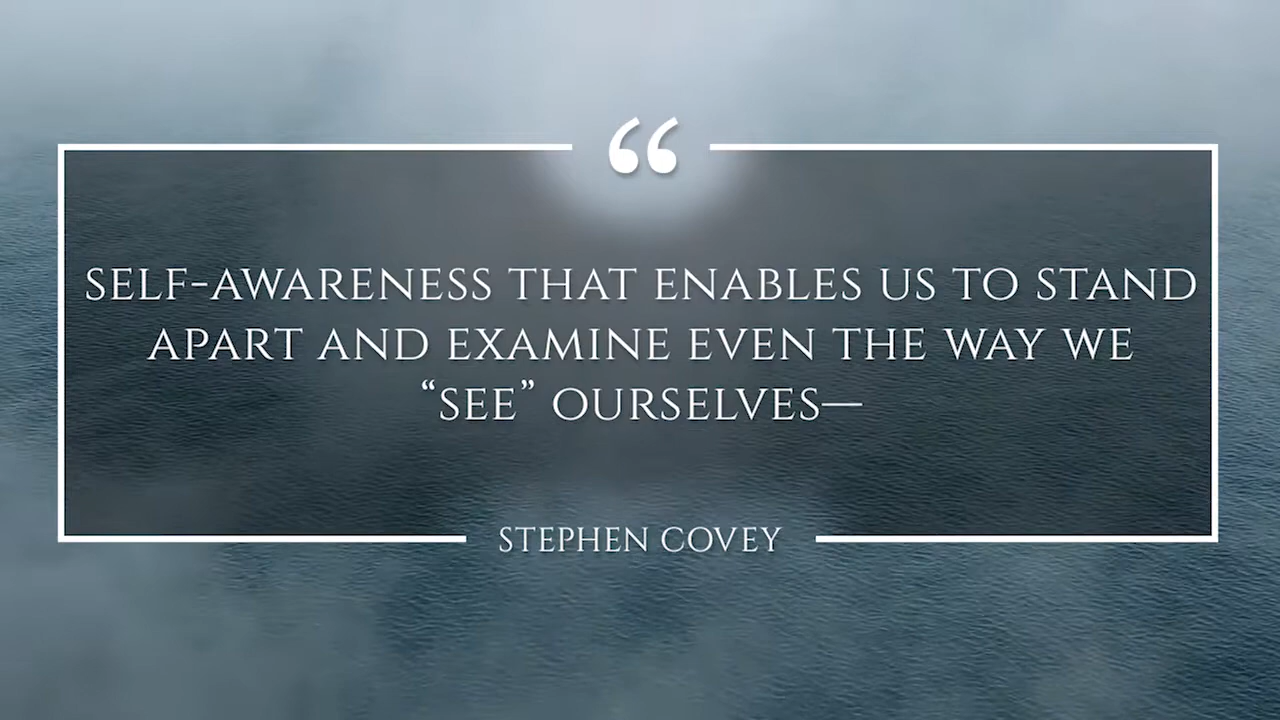 “
SELF-AWARENESS THAT ENABLES US TO STAND
APART AND EXAMINE EVEN THE WAY WE
“SEE” OURSELVES—
STEPHEN COVEY